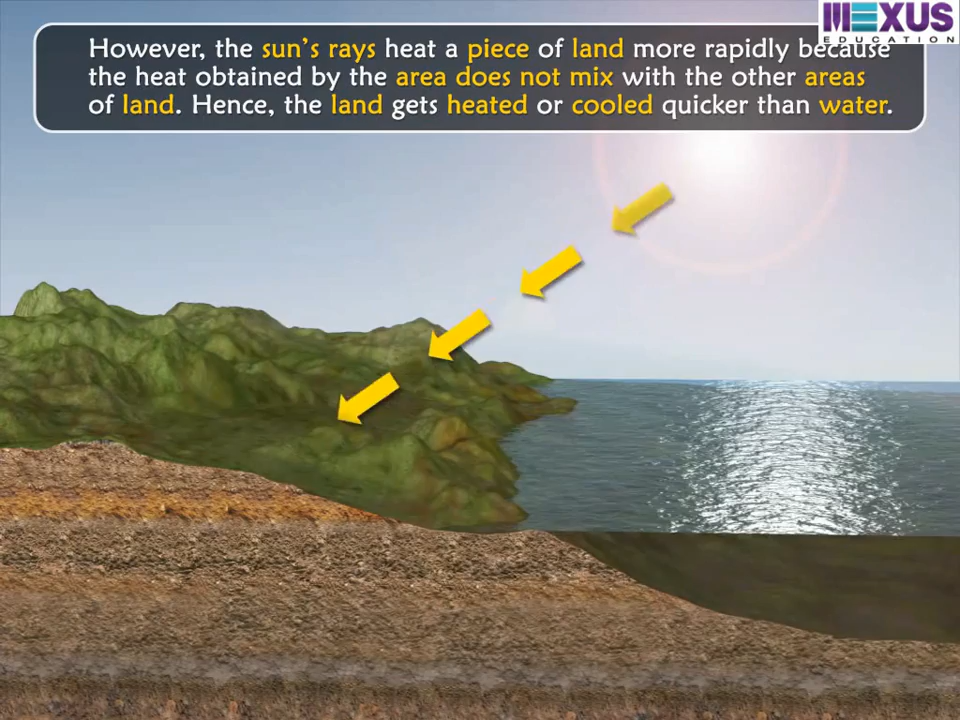 MEXUS
EDUCATION
However, the sun's rays heat a piece of land more rapidly because
the heat obtained by the area does not mix with the other areas
of land. Hence, the land gets heated or cooled quicker than water.